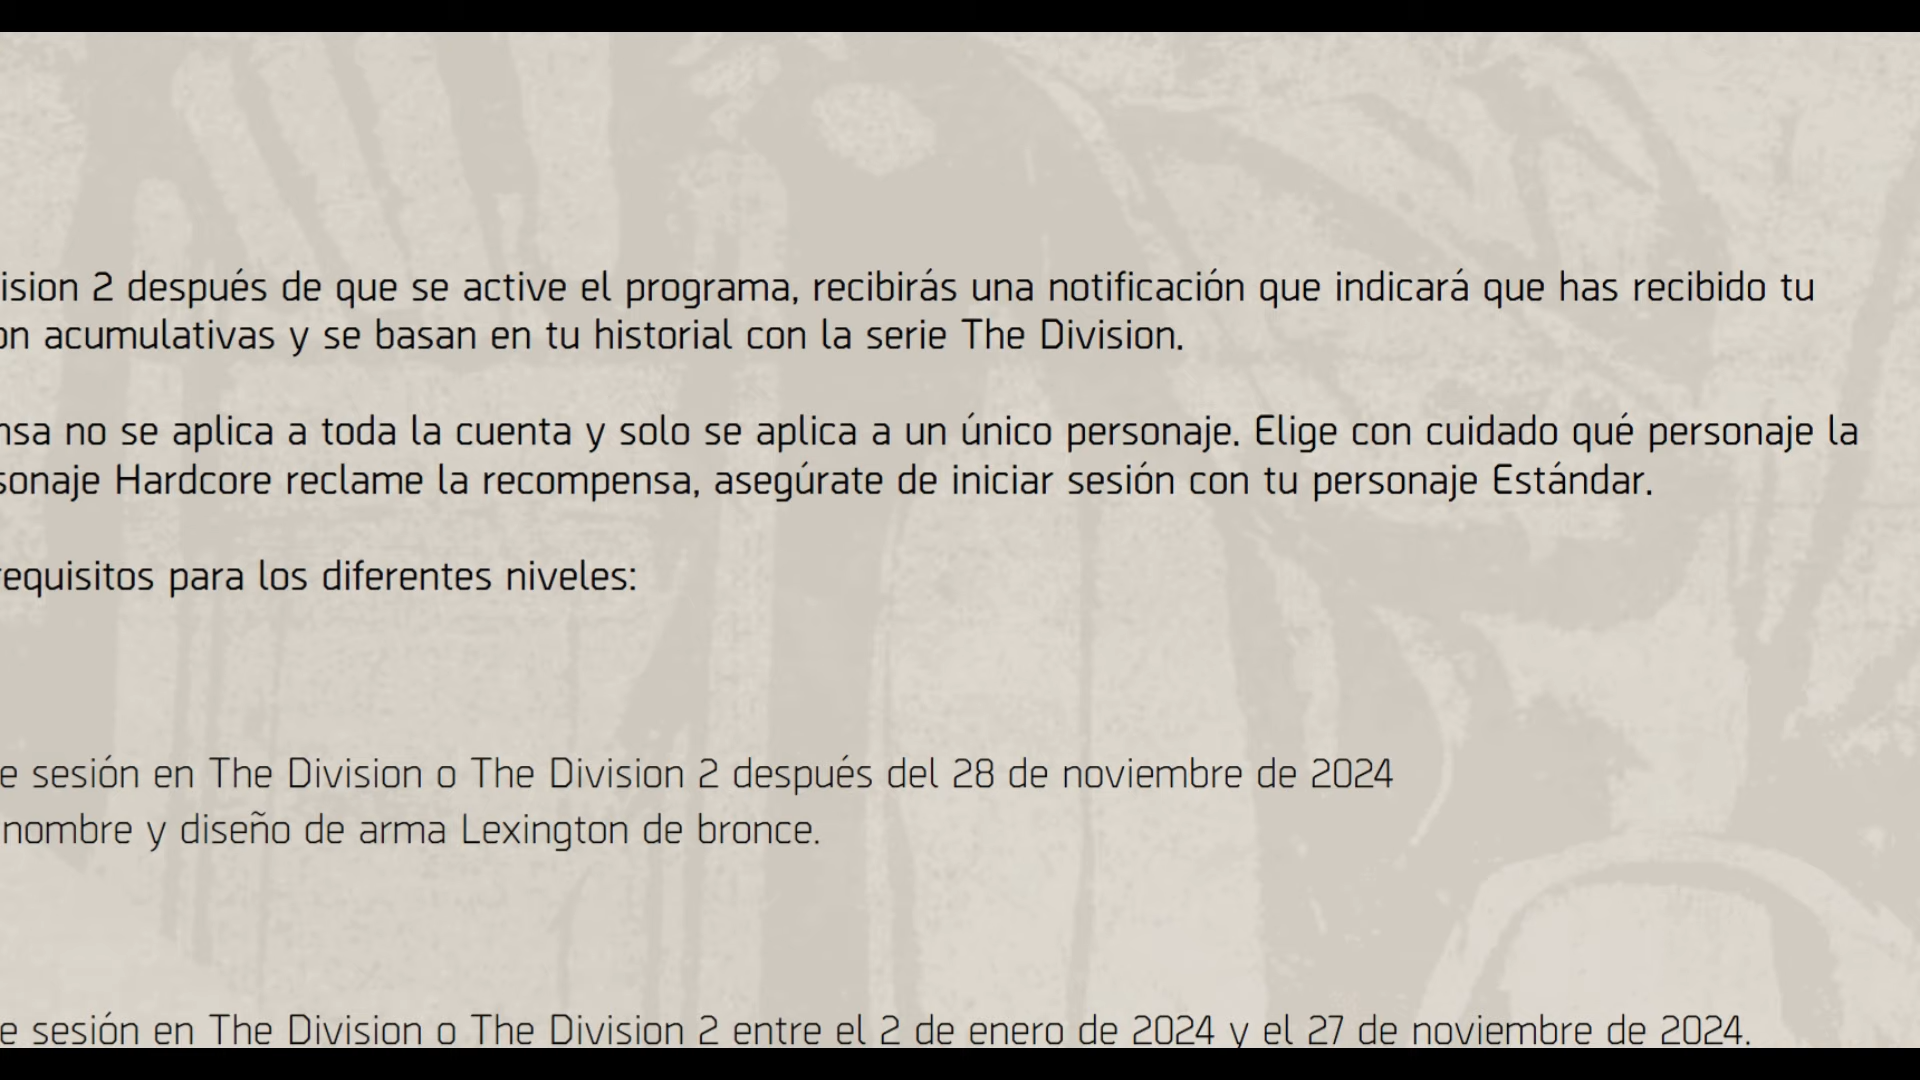 ision 2 después de que se active el programa, recibirás una notificación que indicará que has recibido tu
on acumulativas y se basan en tu historial con la serie The Division.
nsa no se aplica a toda la cuenta y solo se aplica a un único personaje. Elige con cuidado qué personaje la
sonaje Hardcore reclame la recompensa, asegúrate de iniciar sesión con tu personaje Estándar.
requisitos para los diferentes niveles:
e sesión en The Division o The Division 2 después del 28 de noviembre de 2024
nombre y diseño de arma Lexington de bronce.
e sesión en The Division o The Division 2 entre el 2 de enero de 2024 y el 27 de noviembre de 2024.